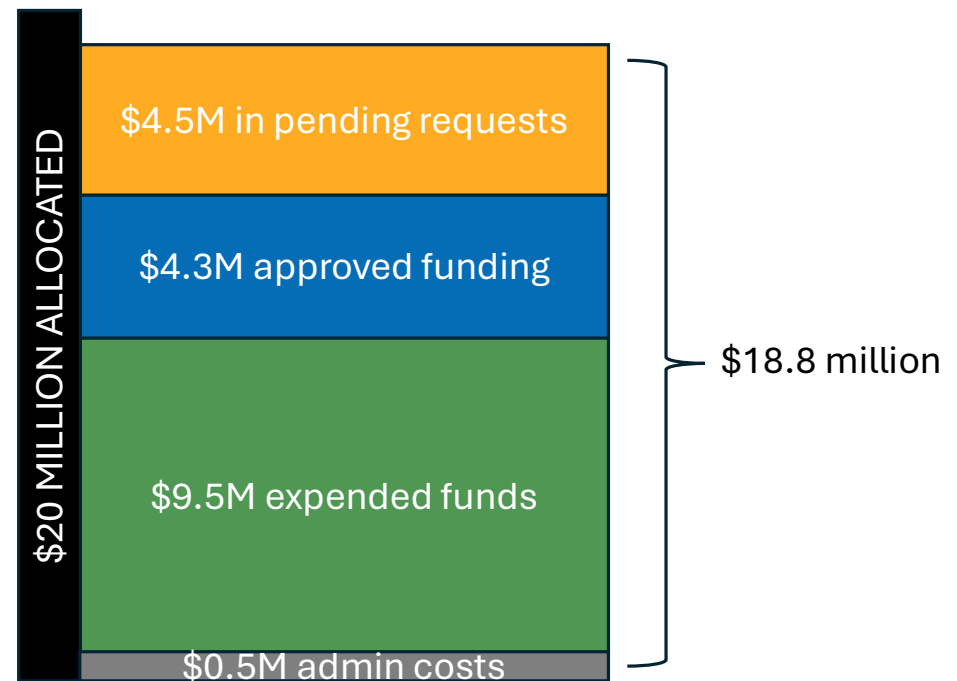 $20 MILLION ALLOCATED
$4.5M in pending requests
$4.3M approved funding
$9.5M expended funds
$0.5M admin costs
$18.8 million